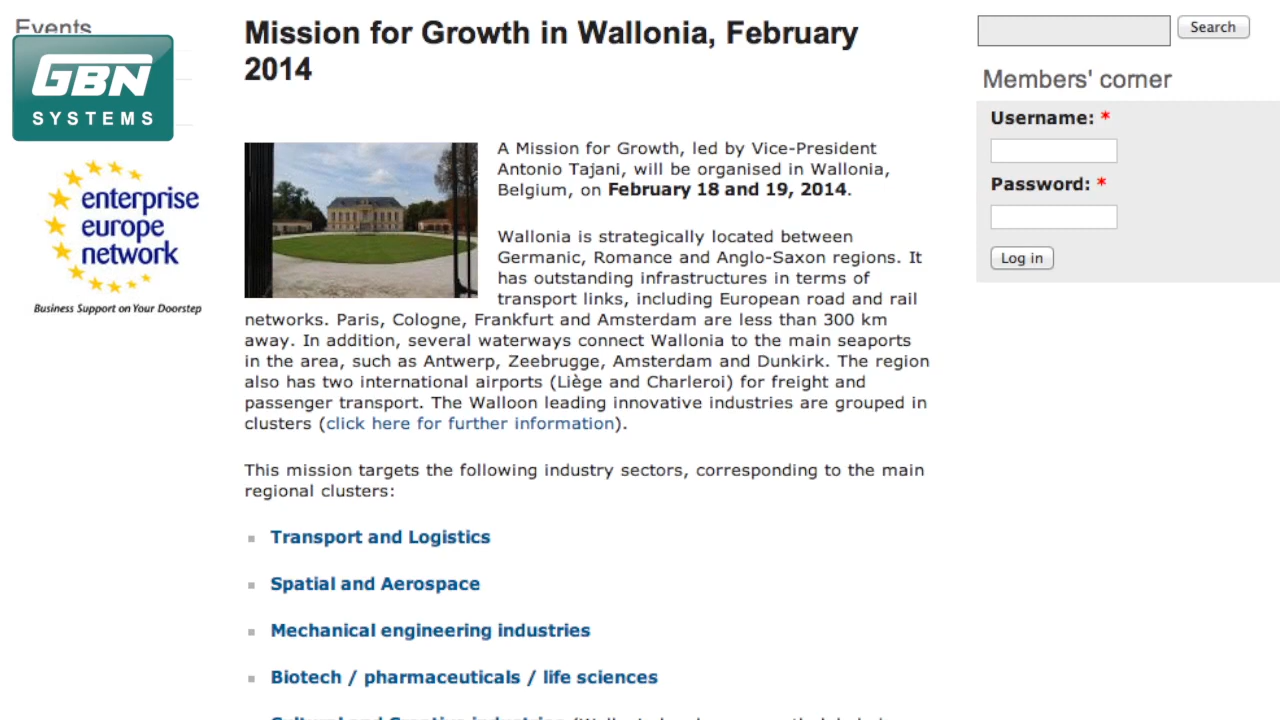 Events
GBN
SYSTEMS
enterprise
europe
network
Business Support on Your Doorstep
Mission for Growth in Wallonia, February
2014
A Mission for Growth, led by Vice-President
Antonio Tajani, will be organised in Wallonia,
Belgium, on February 18 and 19, 2014.
Wallonia is strategically located between
Germanic, Romance and Anglo-Saxon regions. It
has outstanding infrastructures in terms of
transport links, including European road and rail
networks. Paris, Cologne, Frankfurt and Amsterdam are less than 300 km
away. In addition, several waterways connect Wallonia to the main seaports
in the area, such as Antwerp, Zeebrugge, Amsterdam and Dunkirk. The region
also has two international airports (Liège and Charleroi) for freight and
passenger transport. The Walloon leading innovative industries are grouped in
clusters (click here for further information).
This mission targets the following industry sectors, corresponding to the main
regional clusters:
Transport and Logistics
Spatial and Aerospace
Mechanical engineering industries
Biotech / pharmaceuticals / life sciences
Cultural and Creative industries
Search
Members' corner
Username: *
Password: *
Log in